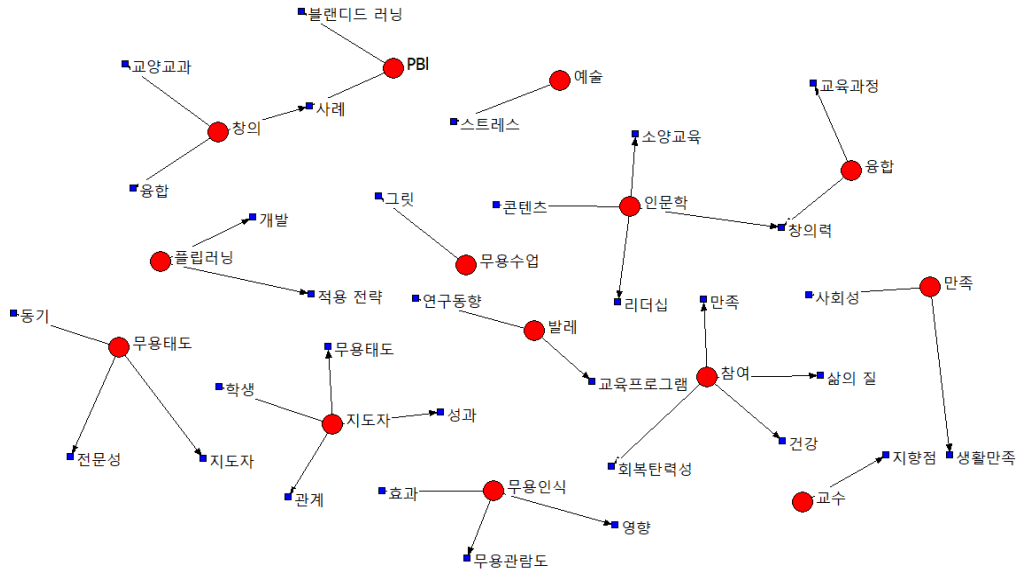 블랜디드 러닝
PBl
교양교과
예술
교육과정
사례
스트레스
창의
소양교육
융합
융합
그릿
콘텐츠
인문학
개발
창의력
플립러닝
무용수업
만족
적용 전략
연구동향
리더십
만족
사회성
동기
발레
무용태도
무용태도
교육프로그램
참여
삶의 질
학생
지도자
성과
건강
전문성
지도자
회복탄력성
지향점
생활만족
관계
효과
무용인식
교수
영향
무용관람도